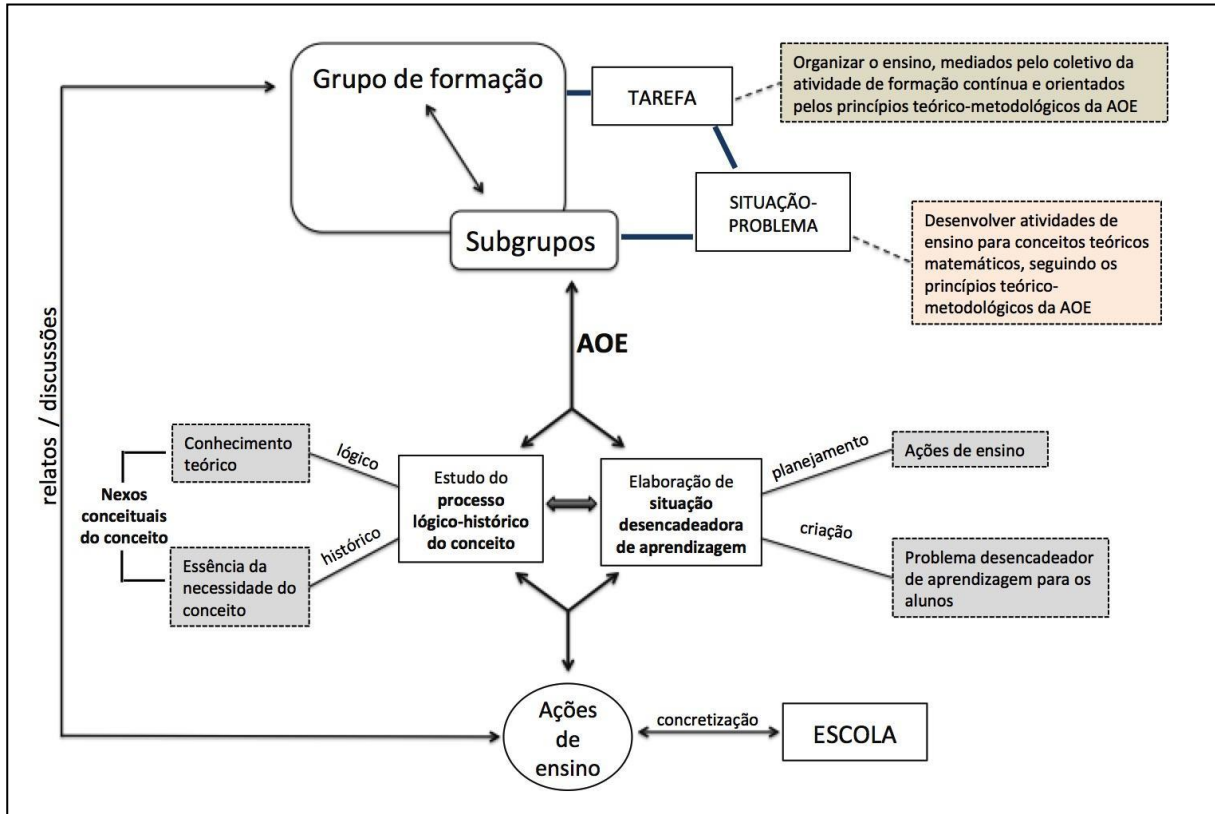 Grupo de formação
Subgrupos
TAREFA
Organizar o ensino, mediados pelo coletivo da
atividade de formação contínua e orientados
pelos princípios teórico-metodológicos da AOE
SITUAÇÃO-
PROBLEMA
Desenvolver atividades de
ensino para conceitos teóricos
matemáticos, seguindo os
princípios teórico-
metodológicos da AOE
relatos / discussões
AOE
Nexos
conceituais
do conceito
Conhecimento
teórico
lógico
Essência da
necessidade do
conceito
histórico
Estudo do
processo
lógico-histórico
do conceito
Elaboração de
situação
desencadeadora
de aprendizagem
planejamento
Ações de ensino
criação
Problema desencadeador
de aprendizagem para os
alunos
Ações
de
ensino
concretização
ESCOLA